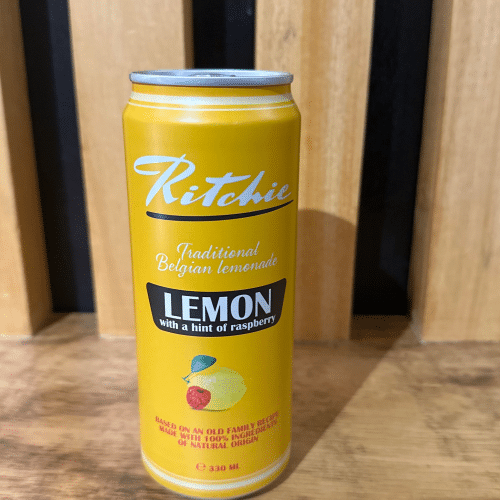 Ritchie
Traditional
Belgian lemonade
LEMON
with a hint of raspberry
BASED ON AN OLD FAMILY RECIPE
MADE WITH 100% INGREDIENTS
OF NATURAL ORIGIN
℮ 330 ML